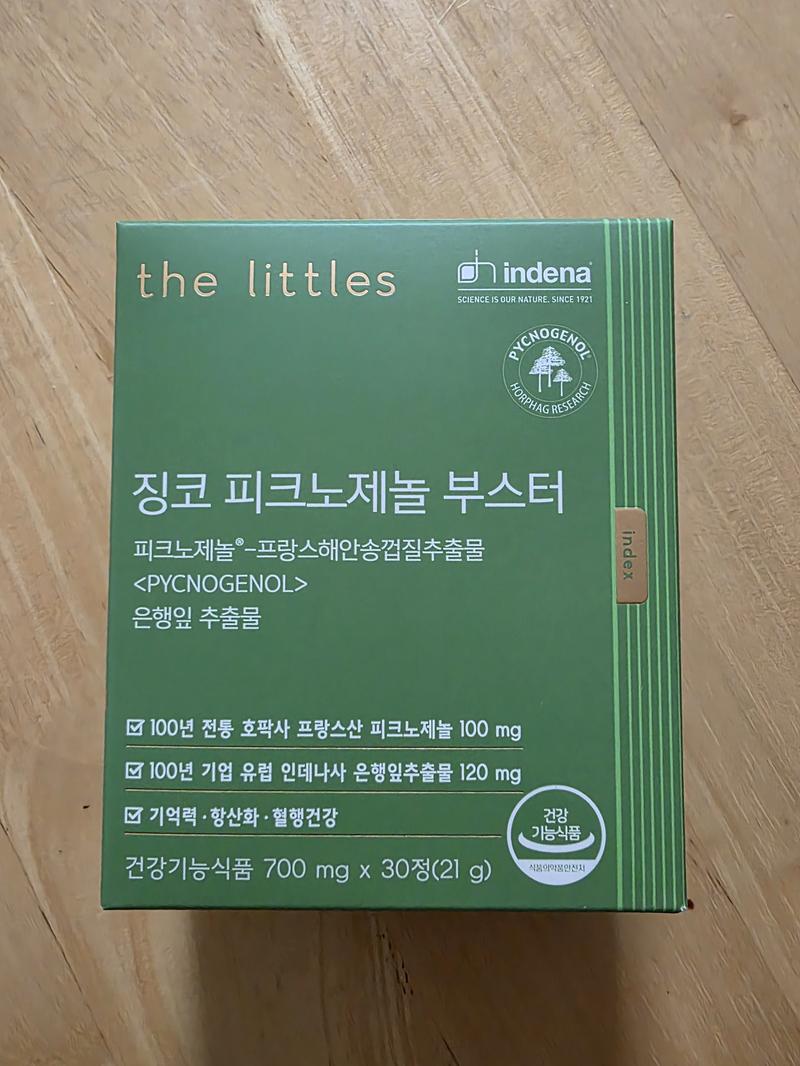 the littles
indena
SCIENCE IS OUR NATURE. SINCE 1921
PYCNOGENOL®
HORPHAG RESEARCH
징코 피크노제놀 부스터
피크노제놀®-프랑스해안송껍질추출물
<PYCNOGENOL>
은행잎 추출물
index
100년 전통 호팍사 프랑스산 피크노제놀 100 mg
100년 기업 유럽 인데나사 은행잎추출물 120 mg
기억력·항산화·혈행건강
건강
기능식품
식품의약품안전처
건강기능식품 700 mg x 30정(21 g)